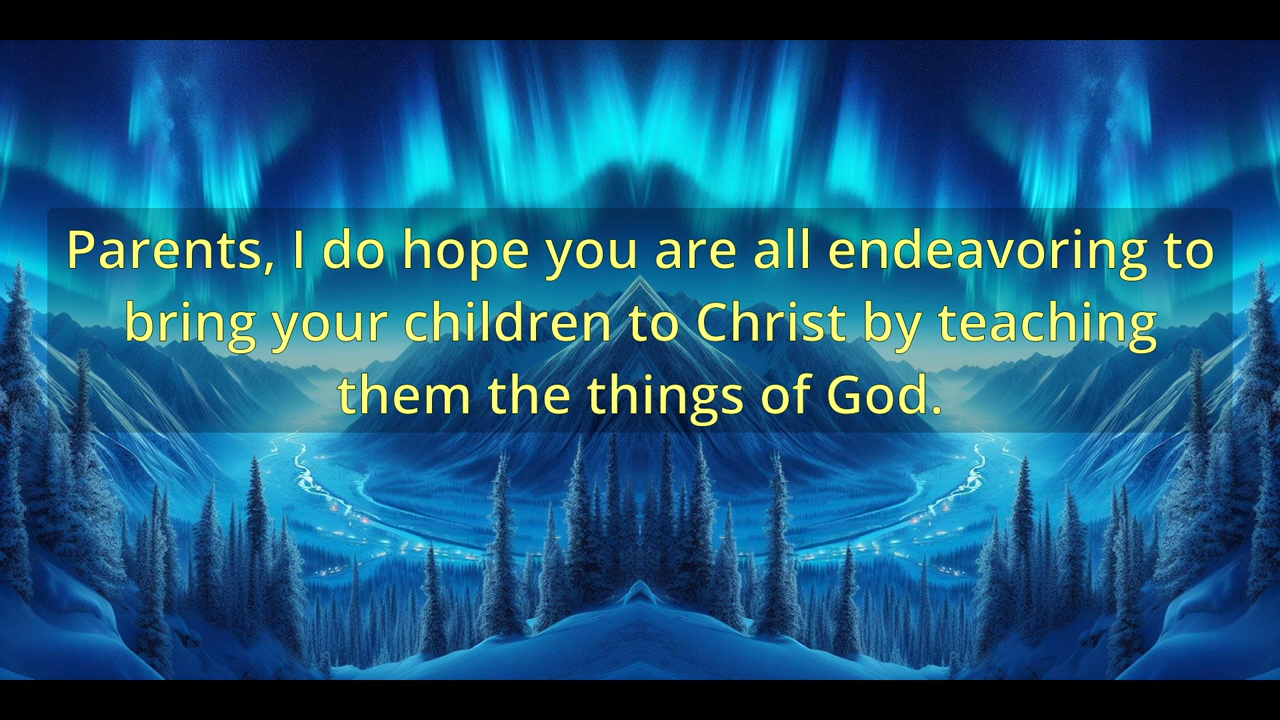 Parents, I do hope you are all endeavoring to
bring your children to Christ by teaching
them the things of God.